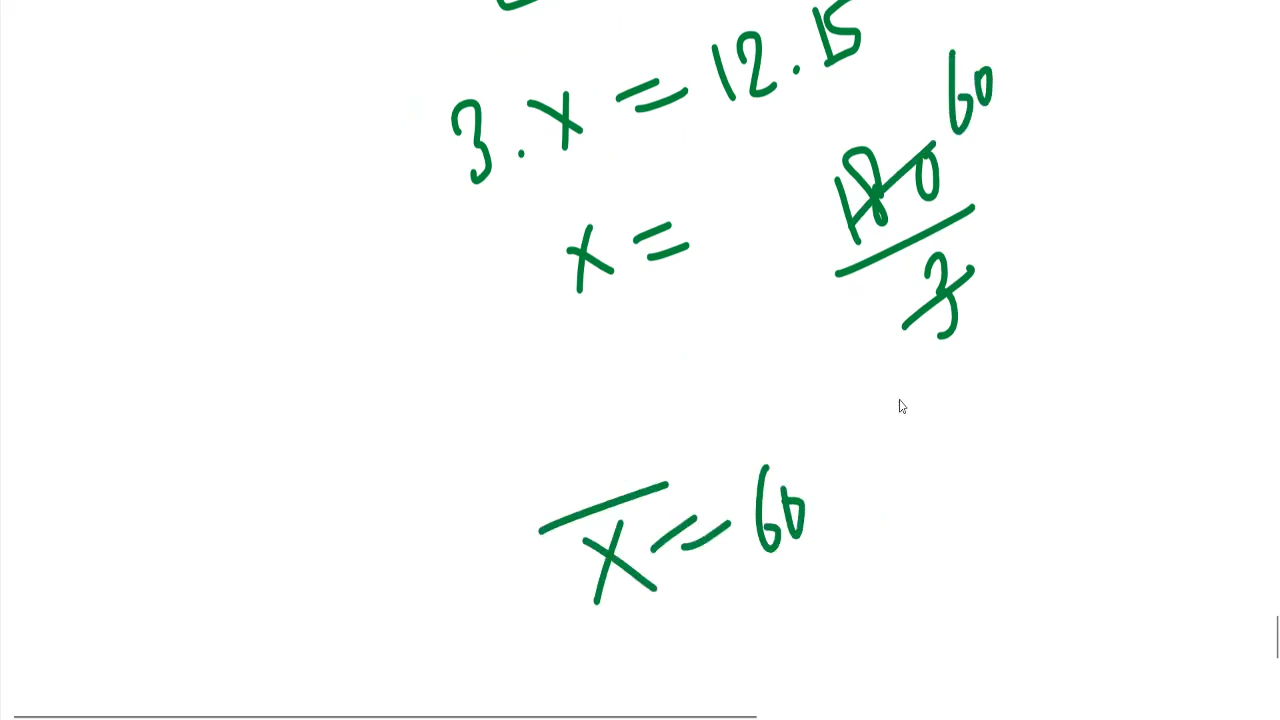 3 . x = 12 . 15
x = 180 60
3
x = 60